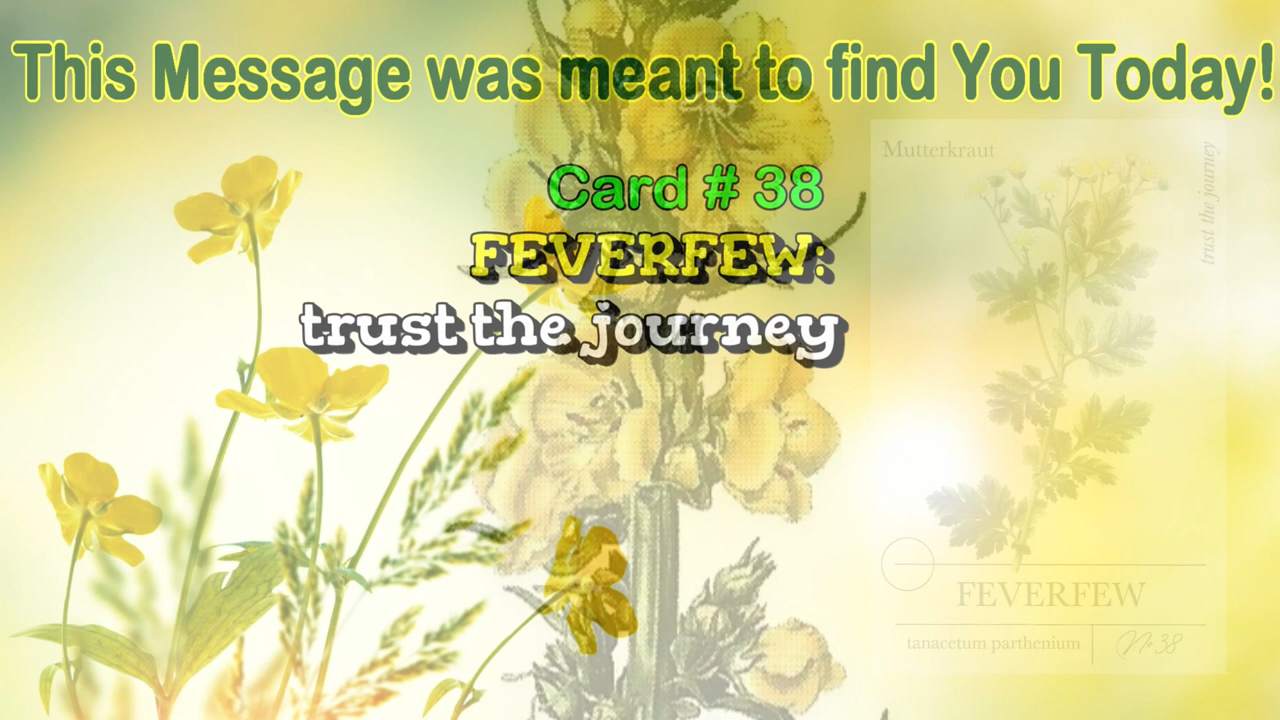 This Message was meant to find You Today!
Card # 38
FEVERFEW:
trust the journey
Mutterkraut
trust the journey
FEVERFEW
tanacetum parthenium
No 38